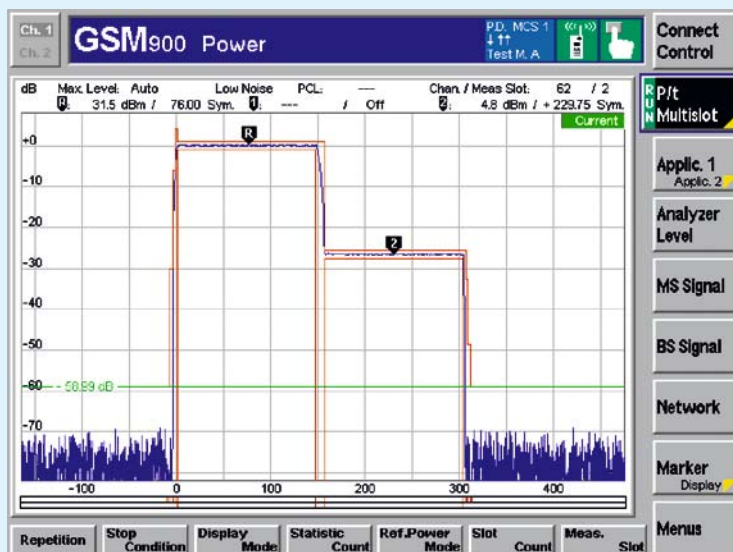 Ch. 1
Ch. 2
GSM900 Power
P.D. MCS 1
Test M. A
Connect Control
dB Max. Level: Auto Low Noise PCL: --- Chan. / Meas Slot: 62 / 2
R: 31.5 dBm / 76.00 Sym. 1: --- / Off 2: 4.8 dBm / + 229.75 Sym.
Current
RUN
P/t Multislot
+0
R
-10
Applic. 1
Applic. 2
-20
Analyzer Level
2
-30
MS Signal
-40
-50
BS Signal
-60
- 58.99 dB
Network
-70
Marker
Display
-100 0 100 200 300 400
Menus
Repetition
Stop Condition
Display Mode
Statistic Count
Ref.Power Mode
Slot Count
Meas. Slot